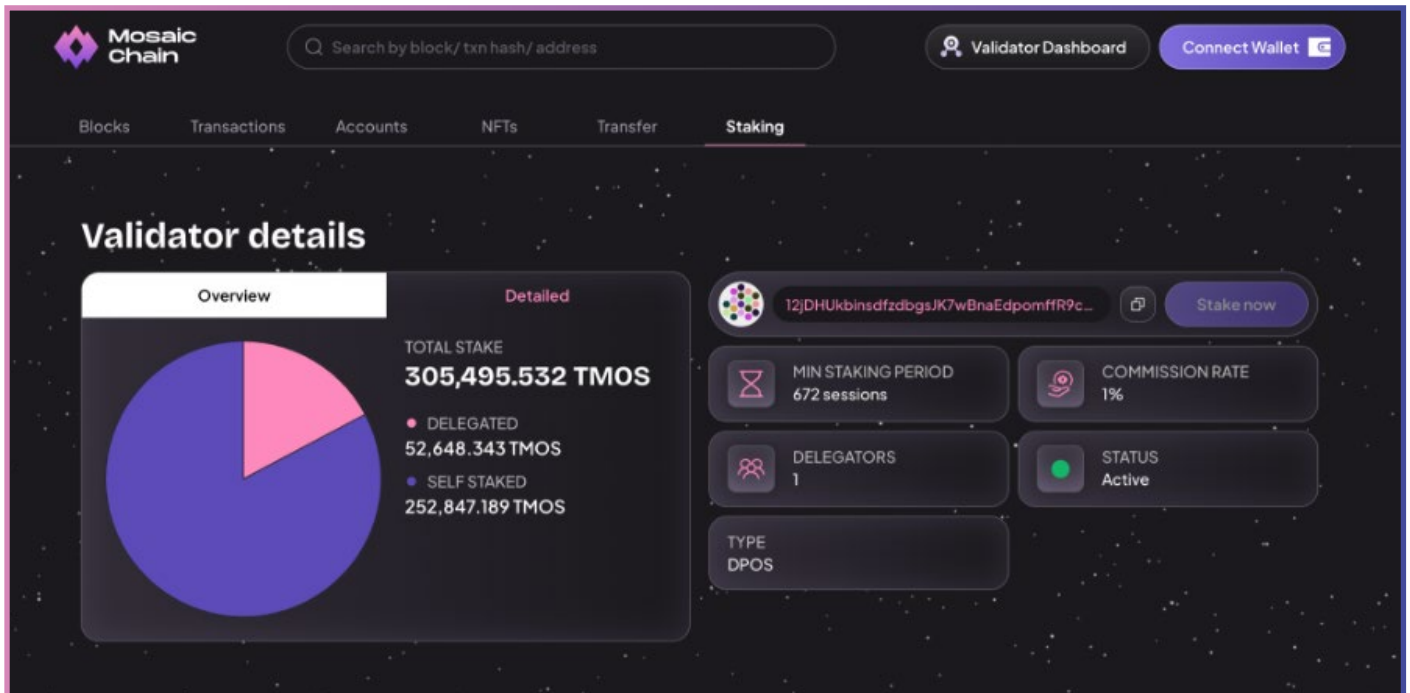 Mosaic
Chain
Search by block/ txn hash/ address
Validator Dashboard
Connect Wallet
Blocks
Transactions
Accounts
NFTs
Transfer
Staking
Validator details
Overview
Detailed
TOTAL STAKE
305,495.532 TMOS
DELEGATED
52,648.343 TMOS
SELF STAKED
252,847.189 TMOS
12jDHUkbinsdfzdbgsJK7wBnaEdpomffR9c...
Stake now
MIN STAKING PERIOD
672 sessions
COMMISSION RATE
1%
DELEGATORS
1
STATUS
Active
TYPE
DPOS